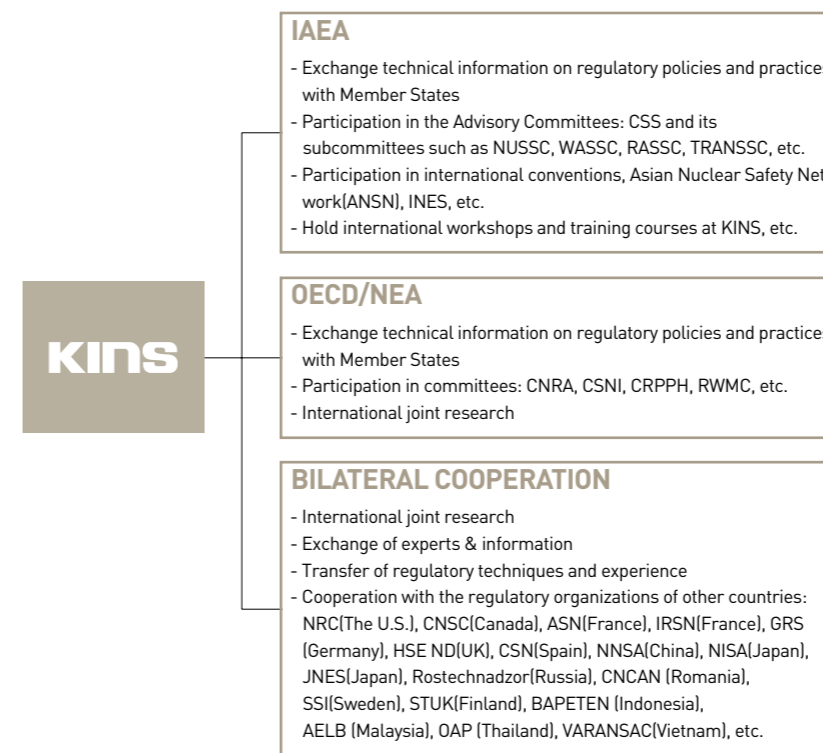 IAEA
- Exchange technical information on regulatory policies and practices
with Member States
- Participation in the Advisory Committees: CSS and its
subcommittees such as NUSSC, WASSC, RASSC, TRANSSC, etc.
- Participation in international conventions, Asian Nuclear Safety Net
work(ANSN), INES, etc.
- Hold international workshops and training courses at KINS, etc.
KINS
OECD/NEA
- Exchange technical information on regulatory policies and practices
with Member States
- Participation in committees: CNRA, CSNI, CRPPH, RWMC, etc.
- International joint research
BILATERAL COOPERATION
- International joint research
- Exchange of experts & information
- Transfer of regulatory techniques and experience
- Cooperation with the regulatory organizations of other countries:
NRC(The U.S.), CNSC(Canada), ASN(France), IRSN(France), GRS
(Germany), HSE ND(UK), CSN(Spain), NNSA(China), NISA(Japan),
JNES(Japan), Rostechnadzor(Russia), CNCAN (Romania),
SSI(Sweden), STUK(Finland), BAPETEN (Indonesia),
AELB (Malaysia), OAP (Thailand), VARANSAC(Vietnam), etc.